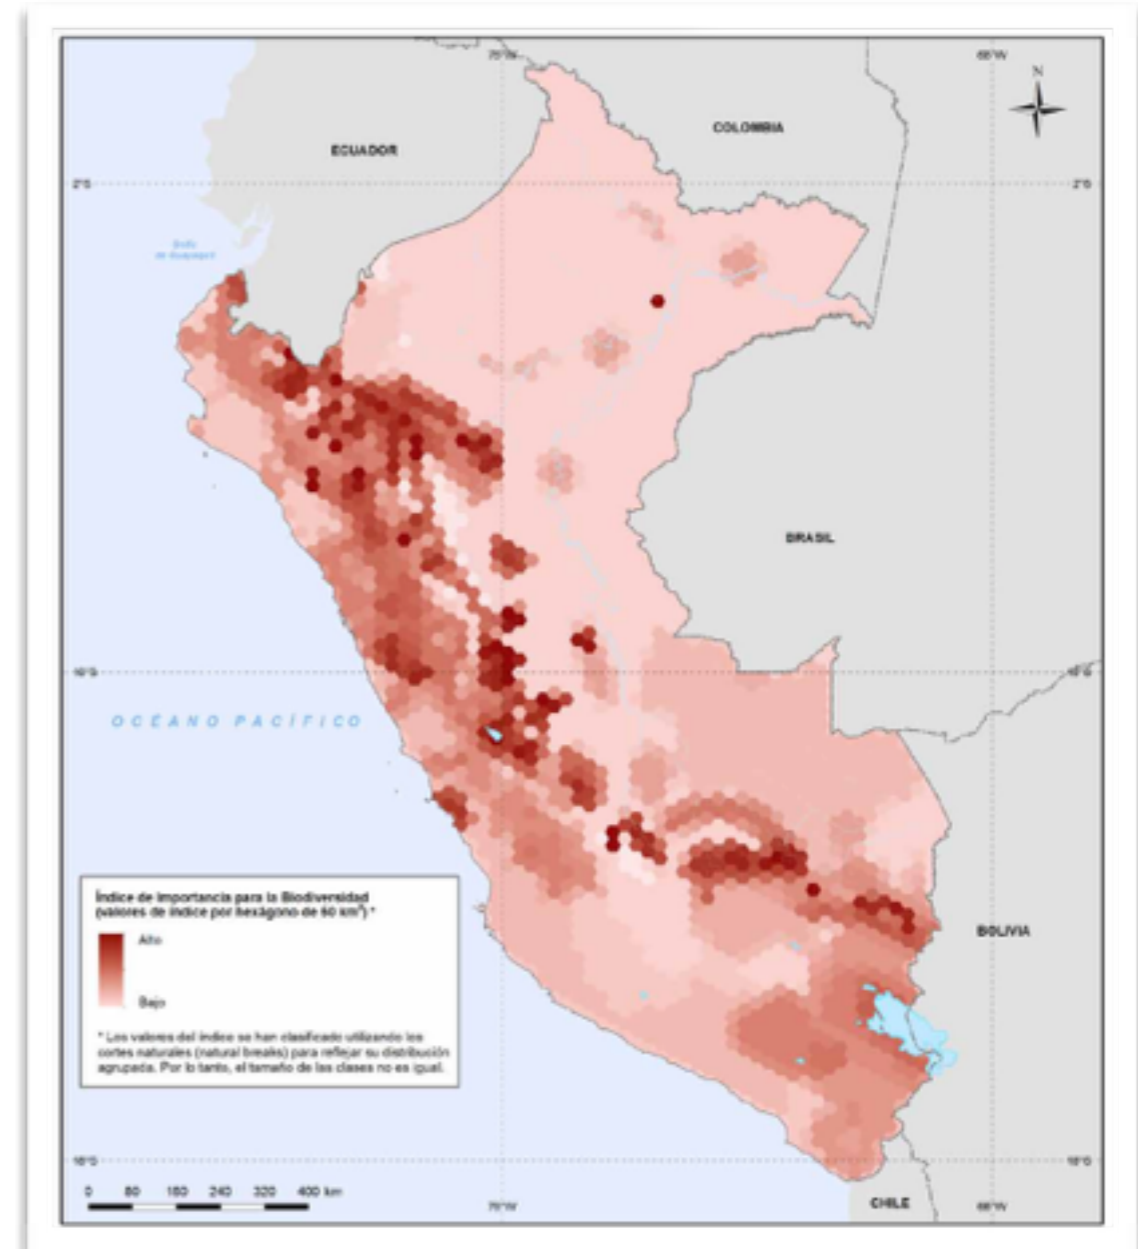 75°W
N
COLOMBIA
ECUADOR
2°S
2°S
BRASIL
10°S
OCÉANO PACÍFICO
BOLIVIA
Índice de Importancia para la Biodiversidad
(valores de índice por hexágono de 60 km²) *
Alto
Bajo
* Los valores del índice se han clasificado utilizando los
cortes naturales (natural breaks) para reflejar su distribución
agrupada. Por lo tanto, el tamaño de las clases no es igual.
18°S
18°S
0 80 160 240 320 400 km
75°W
CHILE